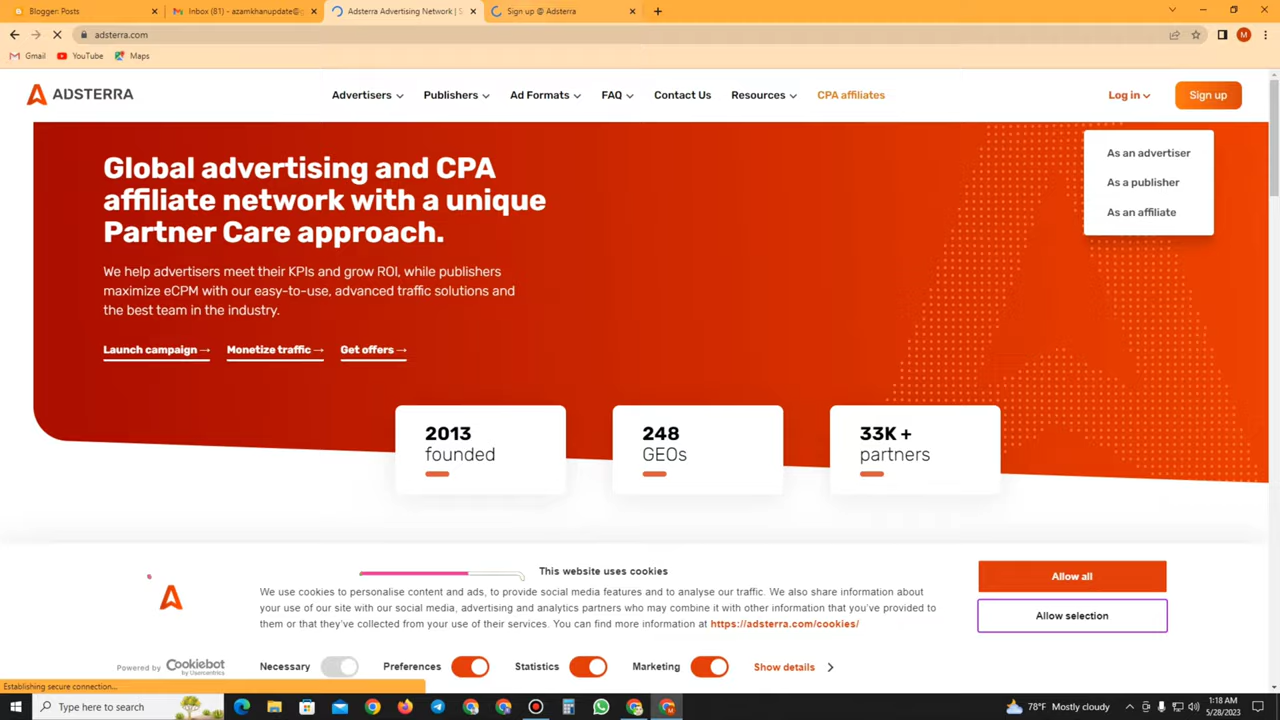 Blogger: Posts
Inbox (81) - azamkhanupdate@g
Adsterra Advertising Network | S
Sign up @ Adsterra
adsterra.com
M
Gmail
YouTube
Maps
ADSTERRA
Advertisers
Publishers
Ad Formats
FAQ
Contact Us
Resources
CPA affiliates
Log in
Sign up
As an advertiser
As a publisher
As an affiliate
Global advertising and CPA
affiliate network with a unique
Partner Care approach.
We help advertisers meet their KPIs and grow ROI, while publishers
maximize eCPM with our easy-to-use, advanced traffic solutions and
the best team in the industry.
Launch campaign →
Monetize traffic →
Get offers →
2013
founded
248
GEOs
33K +
partners
This website uses cookies
We use cookies to personalise content and ads, to provide social media features and to analyse our traffic. We also share information about
your use of our site with our social media, advertising and analytics partners who may combine it with other information that you've provided to
them or that they've collected from your use of their services. You can find more information at https://adsterra.com/cookies/
Allow all
Allow selection
Powered by
Cookiebot
by Usercentrics
Necessary
Preferences
Statistics
Marketing
Show details
Establishing secure connection...
Type here to search
78°F Mostly cloudy
1:18 AM
5/28/2023